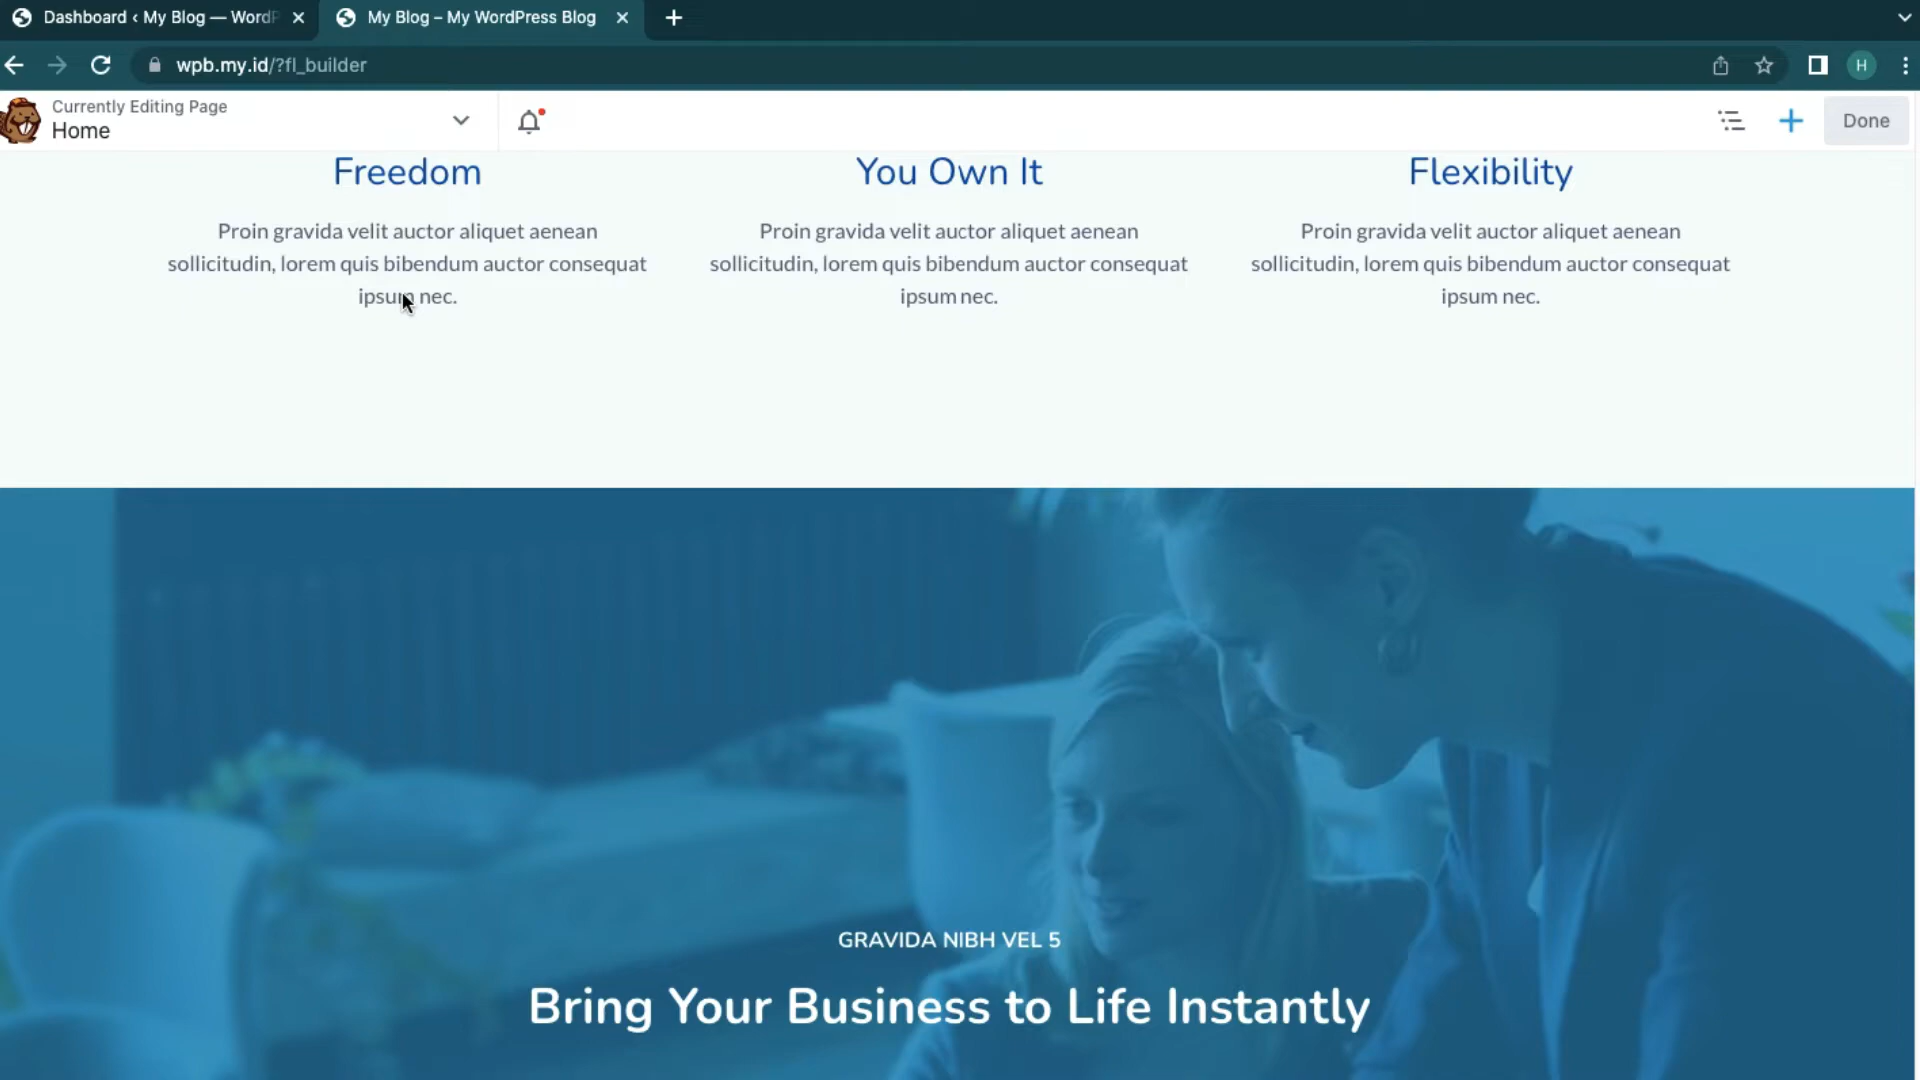 Dashboard ‹ My Blog — WordP
My Blog – My WordPress Blog
wpb.my.id/?fl_builder
H
Currently Editing Page
Home
Done
Freedom
You Own It
Flexibility
Proin gravida velit auctor aliquet aenean
sollicitudin, lorem quis bibendum auctor consequat
ipsum nec.
Proin gravida velit auctor aliquet aenean
sollicitudin, lorem quis bibendum auctor consequat
ipsum nec.
Proin gravida velit auctor aliquet aenean
sollicitudin, lorem quis bibendum auctor consequat
ipsum nec.
GRAVIDA NIBH VEL 5
Bring Your Business to Life Instantly